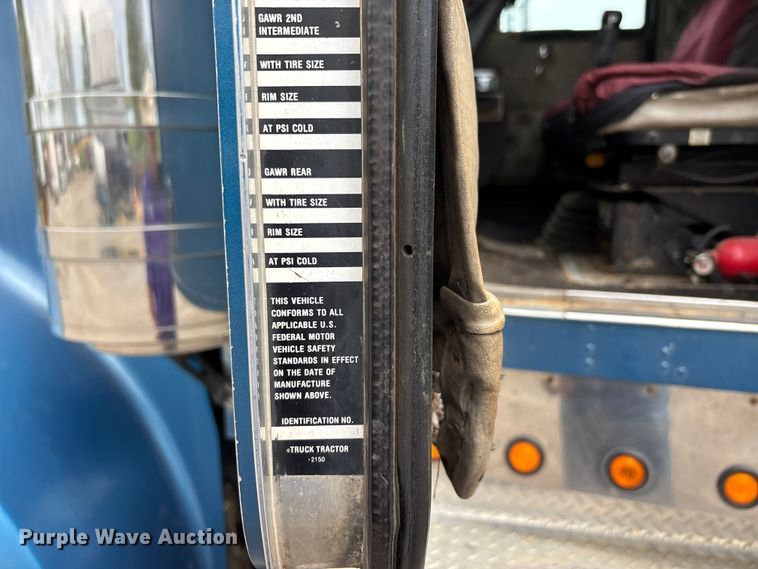 GAWR 2ND
INTERMEDIATE
WITH TIRE SIZE
RIM SIZE
AT PSI COLD
GAWR REAR
WITH TIRE SIZE
RIM SIZE
AT PSI COLD
THIS VEHICLE
CONFORMS TO ALL
APPLICABLE U.S.
FEDERAL MOTOR
VEHICLE SAFETY
STANDARDS IN EFFECT
ON THE DATE OF
MANUFACTURE
SHOWN ABOVE.
IDENTIFICATION NO.
TRUCK TRACTOR
-2150
Purple Wave Auction